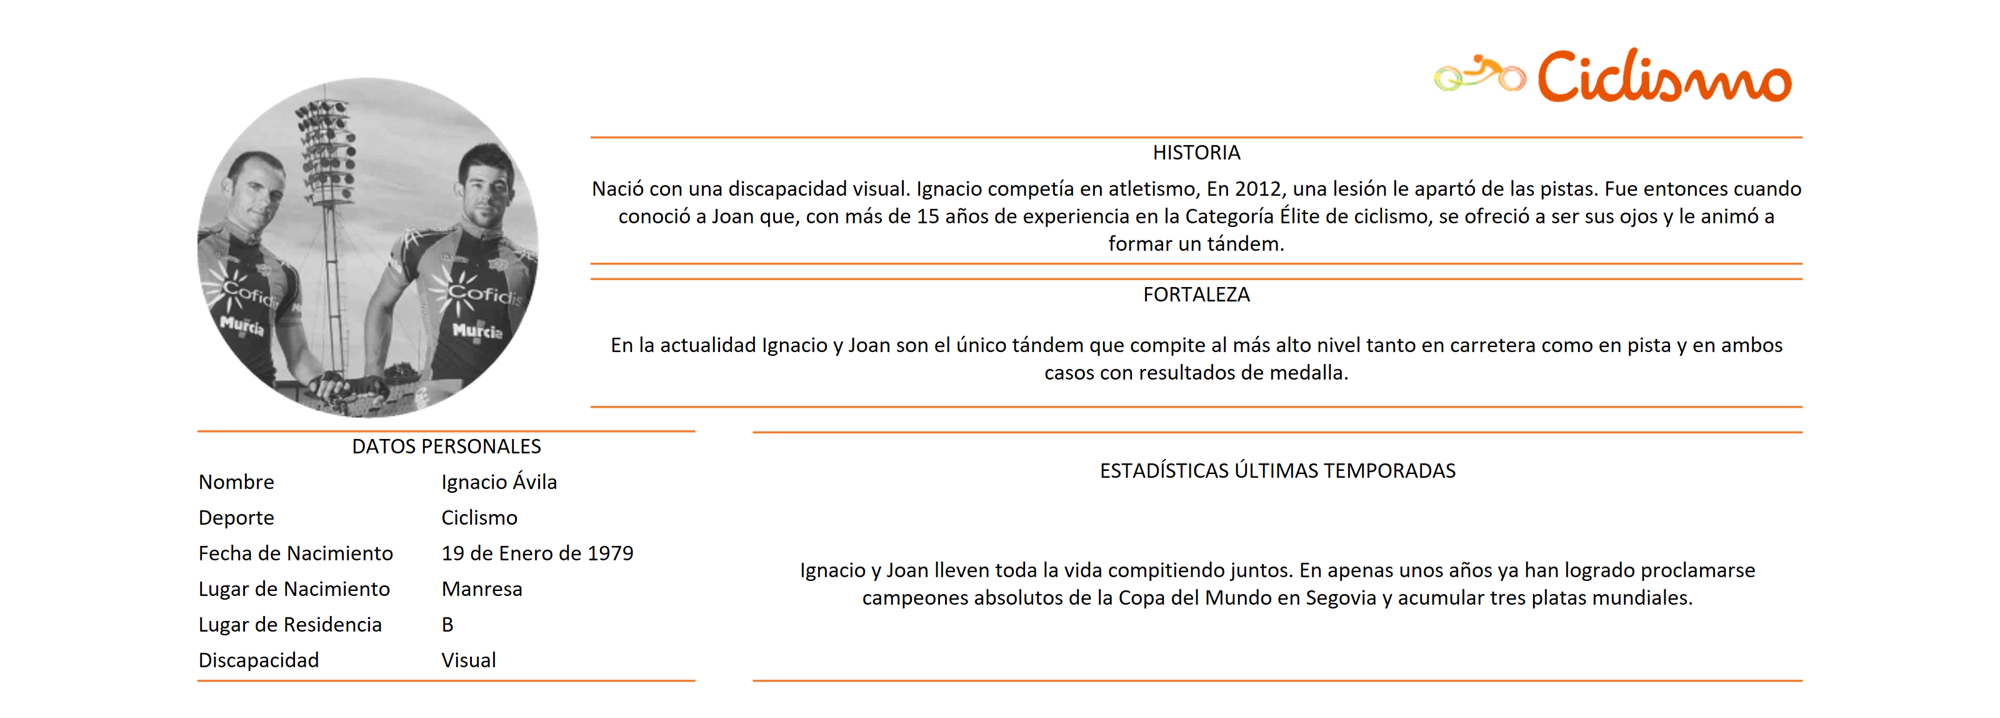 Ciclismo
HISTORIA
Nació con una discapacidad visual. Ignacio competía en atletismo, En 2012, una lesión le apartó de las pistas. Fue entonces cuando
conoció a Joan que, con más de 15 años de experiencia en la Categoría Élite de ciclismo, se ofreció a ser sus ojos y le animó a
formar un tándem.
Cofidis
Murcia
Cofidis
Murcia
FORTALEZA
En la actualidad Ignacio y Joan son el único tándem que compite al más alto nivel tanto en carretera como en pista y en ambos
casos con resultados de medalla.
DATOS PERSONALES
Nombre Ignacio Ávila
Deporte Ciclismo
Fecha de Nacimiento 19 de Enero de 1979
Lugar de Nacimiento Manresa
Lugar de Residencia B
Discapacidad Visual
ESTADÍSTICAS ÚLTIMAS TEMPORADAS
Ignacio y Joan lleven toda la vida compitiendo juntos. En apenas unos años ya han logrado proclamarse
campeones absolutos de la Copa del Mundo en Segovia y acumular tres platas mundiales.